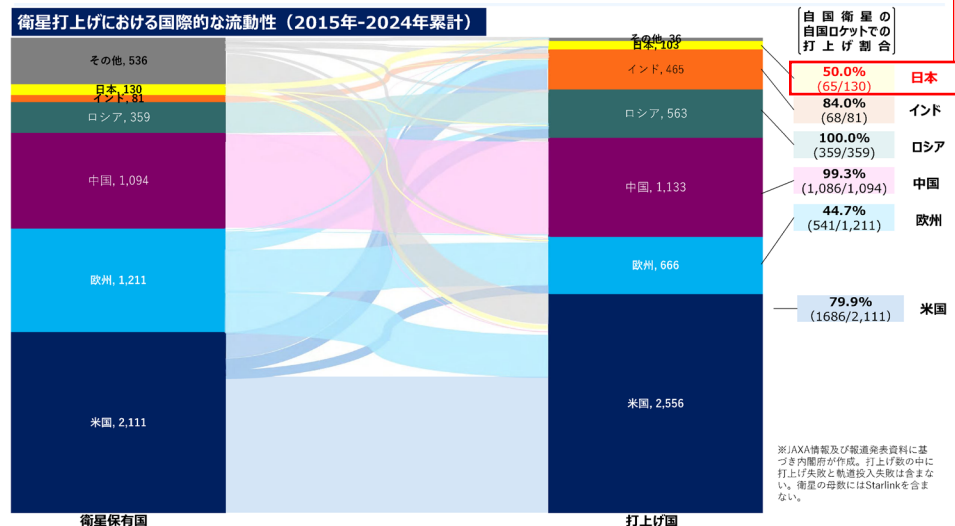 衛星打上げにおける国際的な流動性（2015年-2024年累計）
自国衛星の
自国ロケットでの
打上げ割合
その他, 536
日本, 130
インド, 81
ロシア, 359
中国, 1,094
欧州, 1,211
米国, 2,111
衛星保有国
その他, 36
日本, 103
インド, 465
ロシア, 563
中国, 1,133
欧州, 666
米国, 2,556
打上げ国
50.0%
(65/130)
日本
84.0%
(68/81)
インド
100.0%
(359/359)
ロシア
99.3%
(1,086/1,094)
中国
44.7%
(541/1,211)
欧州
79.9%
(1686/2,111)
米国
※JAXA情報及び報道発表資料に基
づき内閣府が作成。打上げ数の中に
打上げ失敗と軌道投入失敗は含まな
い。衛星の母数にはStarlinkを含ま
ない。